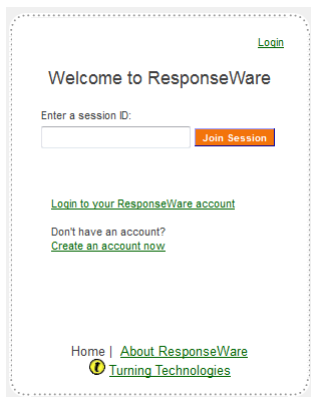 Login
Welcome to ResponseWare
Enter a session ID:
Join Session
Login to your ResponseWare account
Don't have an account?
Create an account now
Home | About ResponseWare
Turning Technologies